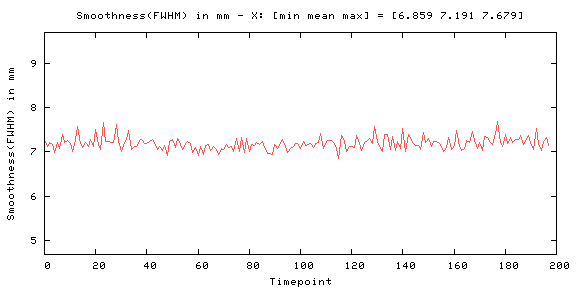 Smoothness(FWHM) in mm - X: [min mean max] = [6.859 7.191 7.679]
Smoothness(FWHM) in mm
9
8
7
6
5
0 20 40 60 80 100 120 140 160 180 200
Timepoint